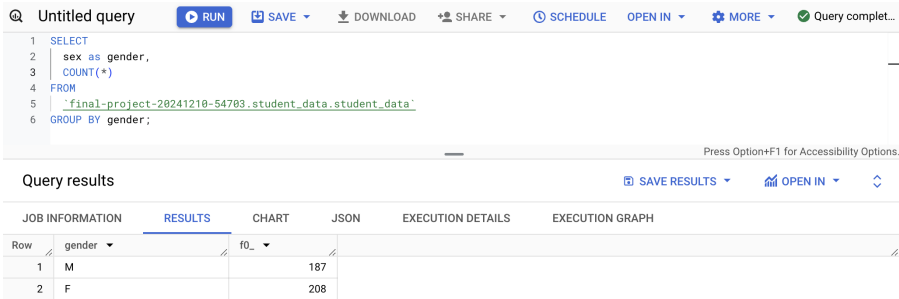 Untitled query RUN SAVE DOWNLOAD SHARE SCHEDULE OPEN IN MORE Query complet...
1 SELECT
2 sex as gender,
3 COUNT(*)
4 FROM
5 `final-project-20241210-54703.student_data.student_data`
6 GROUP BY gender;
Press Option+F1 for Accessibility Options.
Query results SAVE RESULTS OPEN IN
JOB INFORMATION RESULTS CHART JSON EXECUTION DETAILS EXECUTION GRAPH
Row gender f0_
1 M 187
2 F 208